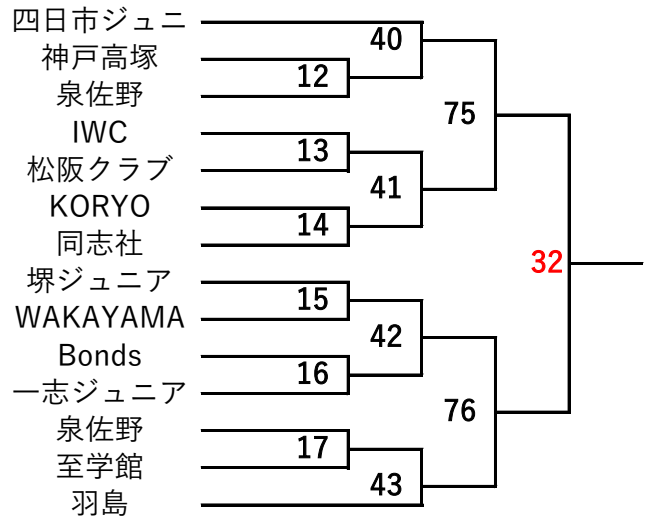 四日市ジュニ
神戸高塚
泉佐野
IWC
松阪クラブ
KORYO
同志社
堺ジュニア
WAKAYAMA
Bonds
一志ジュニア
泉佐野
至学館
羽島
40
12
75
13
41
14
32
15
42
16
76
17
43